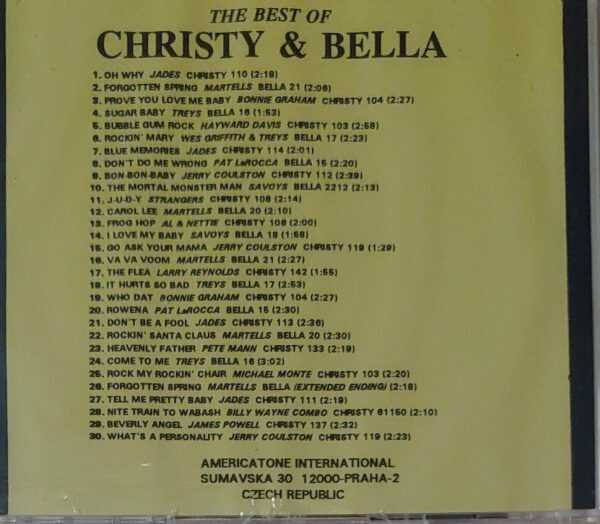 THE BEST OF
CHRISTY & BELLA
1. OH WHY JADES CHRISTY 110 (2:18)
2. FORGOTTEN SPRING MARTELLS BELLA 21 (2:06)
3. PROVE YOU LOVE ME BABY BONNIE GRAHAM CHRISTY 104 (2:27)
4. SUGAR BABY TREYS BELLA 16 (1:53)
5. BUBBLE GUM ROCK HAYWARD DAVIS CHRISTY 103 (2:58)
6. ROCKIN' MARY WES GRIFFITH & TREYS BELLA 17 (2:23)
7. BLUE MEMORIES JADES CHRISTY 114 (2:01)
8. DON'T DO ME WRONG PAT LaROCCA BELLA 15 (2:20)
9. BON-BON-BABY JERRY COULSTON CHRISTY 112 (2:39)
10. THE MORTAL MONSTER MAN SAVOYS BELLA 2212 (2:13)
11. J-U-D-Y STRANGERS CHRISTY 108 (2:14)
12. CAROL LEE MARTELLS BELLA 20 (2:10)
13. FROG HOP AL & NETTIE CHRISTY 106 (2:00)
14. I LOVE MY BABY SAVOYS BELLA 18 (1:58)
15. GO ASK YOUR MAMA JERRY COULSTON CHRISTY 119 (1:29)
16. VA VA VOOM MARTELLS BELLA 21 (2:27)
17. THE FLEA LARRY REYNOLDS CHRISTY 142 (1:55)
18. IT HURTS SO BAD TREYS BELLA 17 (2:53)
19. WHO DAT BONNIE GRAHAM CHRISTY 104 (2:27)
20. ROWENA PAT LaROCCA BELLA 15 (2:30)
21. DON'T BE A FOOL JADES CHRISTY 113 (2:36)
22. ROCKIN' SANTA CLAUS MARTELLS BELLA 20 (2:30)
23. HEAVENLY FATHER PETE MANN CHRISTY 133 (2:19)
24. COME TO ME TREYS BELLA 16 (3:02)
25. ROCK MY ROCKIN' CHAIR MICHAEL MONTE CHRISTY 103 (2:20)
26. FORGOTTEN SPRING MARTELLS BELLA (EXTENDED ENDING) (2:18)
27. TELL ME PRETTY BABY JADES CHRISTY 111 (2:19)
28. NITE TRAIN TO WABASH BILLY WAYNE COMBO CHRISTY 61150 (2:10)
29. BEVERLY ANGEL JAMES POWELL CHRISTY 137 (2:32)
30. WHAT'S A PERSONALITY JERRY COULSTON CHRISTY 119 (2:23)
AMERICATONE INTERNATIONAL
SUMAVSKA 30 12000-PRAHA-2
CZECH REPUBLIC